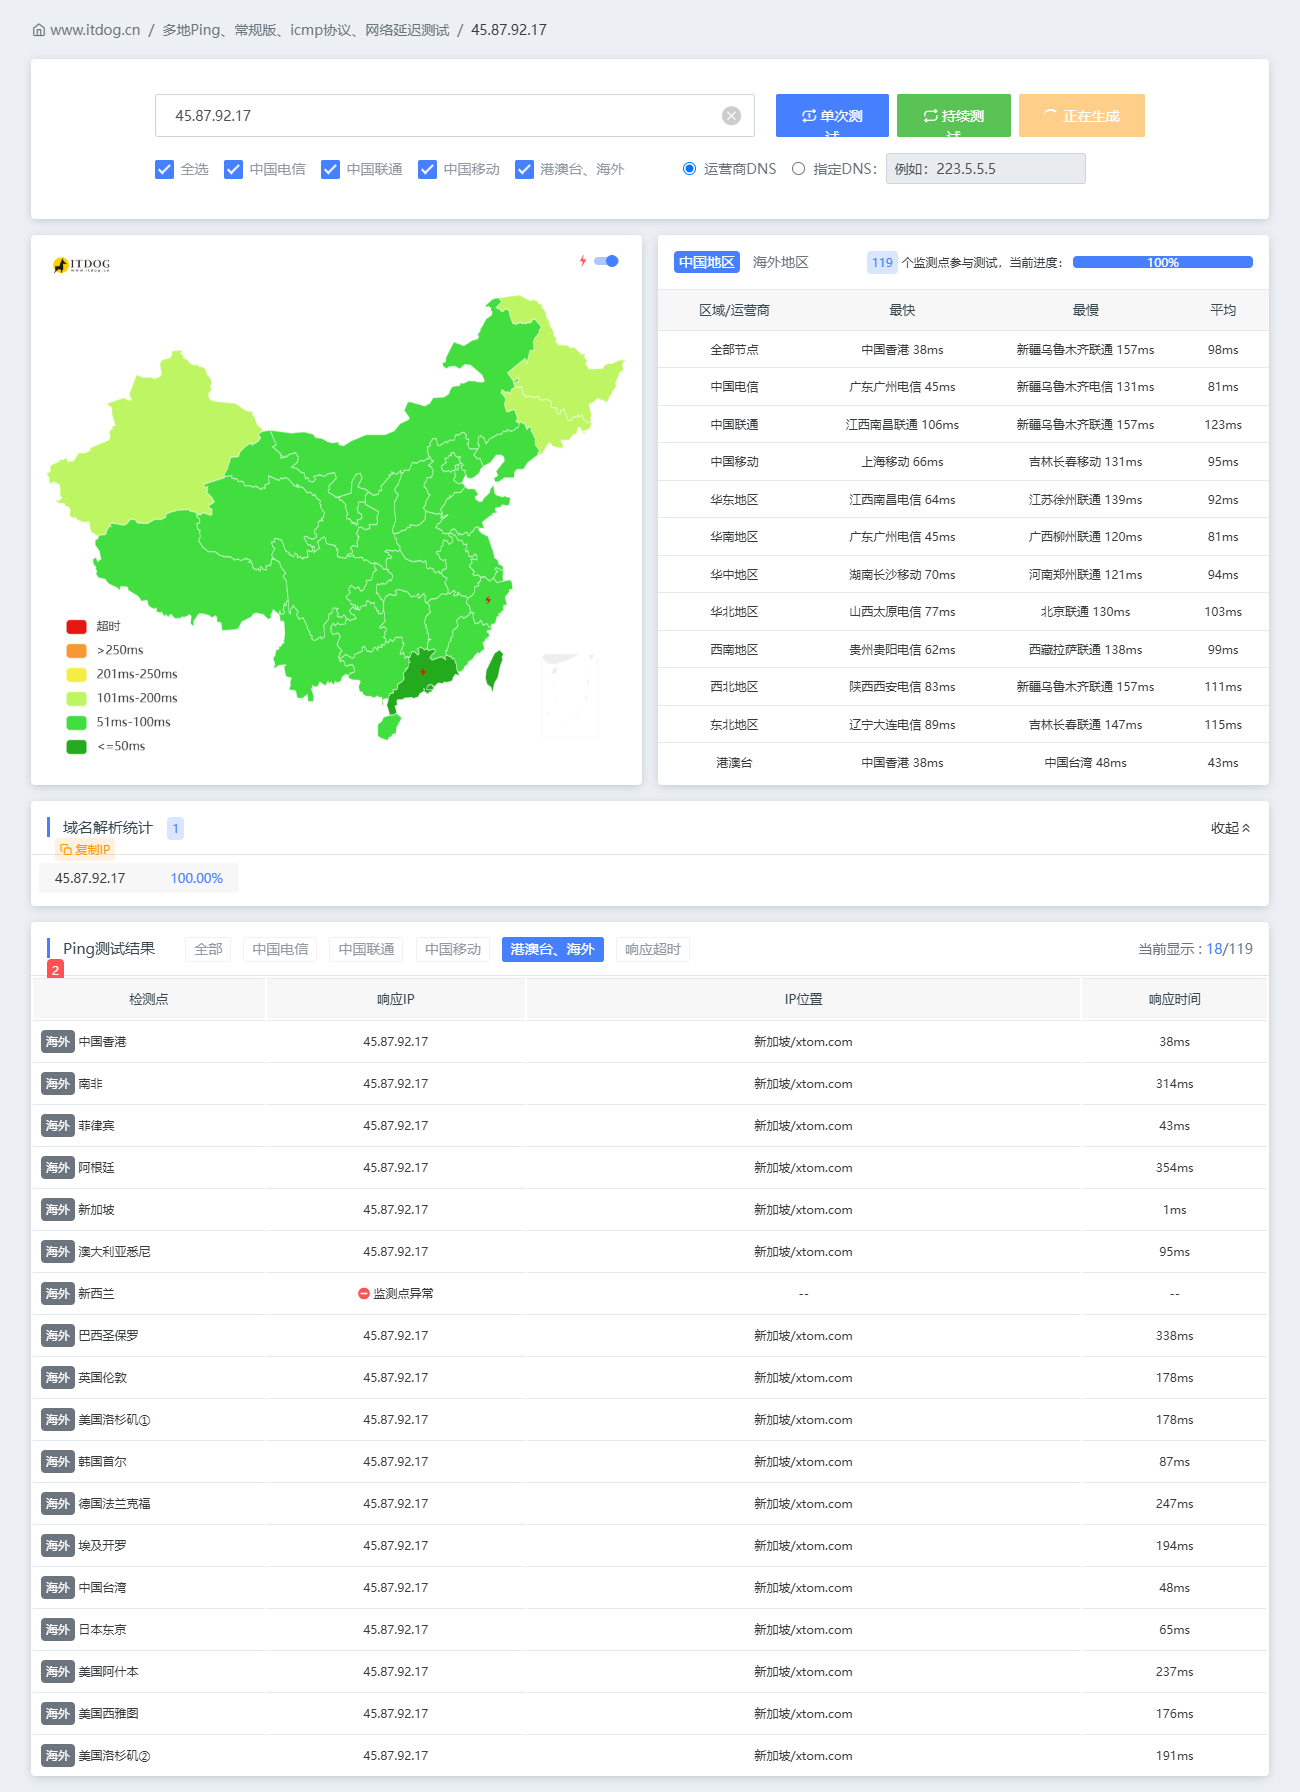 www.itdog.cn / 多地Ping、常规版、icmp协议、网络延迟测试 / 45.87.92.17
45.87.92.17
单次测试
持续测试
正在生成
全选 中国电信 中国联通 中国移动 港澳台、海外
运营商DNS 指定DNS: 例如：223.5.5.5
ITDOG
www.itdog.cn
超时
>250ms
201ms-250ms
101ms-200ms
51ms-100ms
<=50ms
中国地区 海外地区 119 个监测点参与测试，当前进度： 100%
区域/运营商 最快 最慢 平均
全部节点 中国香港 38ms 新疆乌鲁木齐联通 157ms 98ms
中国电信 广东广州电信 45ms 新疆乌鲁木齐电信 131ms 81ms
中国联通 江西南昌联通 106ms 新疆乌鲁木齐联通 157ms 123ms
中国移动 上海移动 66ms 吉林长春移动 131ms 95ms
华东地区 江西南昌电信 64ms 江苏徐州联通 139ms 92ms
华南地区 广东广州电信 45ms 广西柳州联通 120ms 81ms
华中地区 湖南长沙移动 70ms 河南郑州联通 121ms 94ms
华北地区 山西太原电信 77ms 北京联通 130ms 103ms
西南地区 贵州贵阳电信 62ms 西藏拉萨联通 138ms 99ms
西北地区 陕西西安电信 83ms 新疆乌鲁木齐联通 157ms 111ms
东北地区 辽宁大连电信 89ms 吉林长春联通 147ms 115ms
港澳台 中国香港 38ms 中国台湾 48ms 43ms
域名解析统计 1 收起
复制IP
45.87.92.17 100.00%
Ping测试结果 全部 中国电信 中国联通 中国移动 港澳台、海外 响应超时 当前显示 : 18/119
2
检测点 响应IP IP位置 响应时间
海外 中国香港 45.87.92.17 新加坡/xtom.com 38ms
海外 南非 45.87.92.17 新加坡/xtom.com 314ms
海外 菲律宾 45.87.92.17 新加坡/xtom.com 43ms
海外 阿根廷 45.87.92.17 新加坡/xtom.com 354ms
海外 新加坡 45.87.92.17 新加坡/xtom.com 1ms
海外 澳大利亚悉尼 45.87.92.17 新加坡/xtom.com 95ms
海外 新西兰 监测点异常 -- --
海外 巴西圣保罗 45.87.92.17 新加坡/xtom.com 338ms
海外 英国伦敦 45.87.92.17 新加坡/xtom.com 178ms
海外 美国洛杉矶① 45.87.92.17 新加坡/xtom.com 178ms
海外 韩国首尔 45.87.92.17 新加坡/xtom.com 87ms
海外 德国法兰克福 45.87.92.17 新加坡/xtom.com 247ms
海外 埃及开罗 45.87.92.17 新加坡/xtom.com 194ms
海外 中国台湾 45.87.92.17 新加坡/xtom.com 48ms
海外 日本东京 45.87.92.17 新加坡/xtom.com 65ms
海外 美国阿什本 45.87.92.17 新加坡/xtom.com 237ms
海外 美国西雅图 45.87.92.17 新加坡/xtom.com 176ms
海外 美国洛杉矶② 45.87.92.17 新加坡/xtom.com 191ms